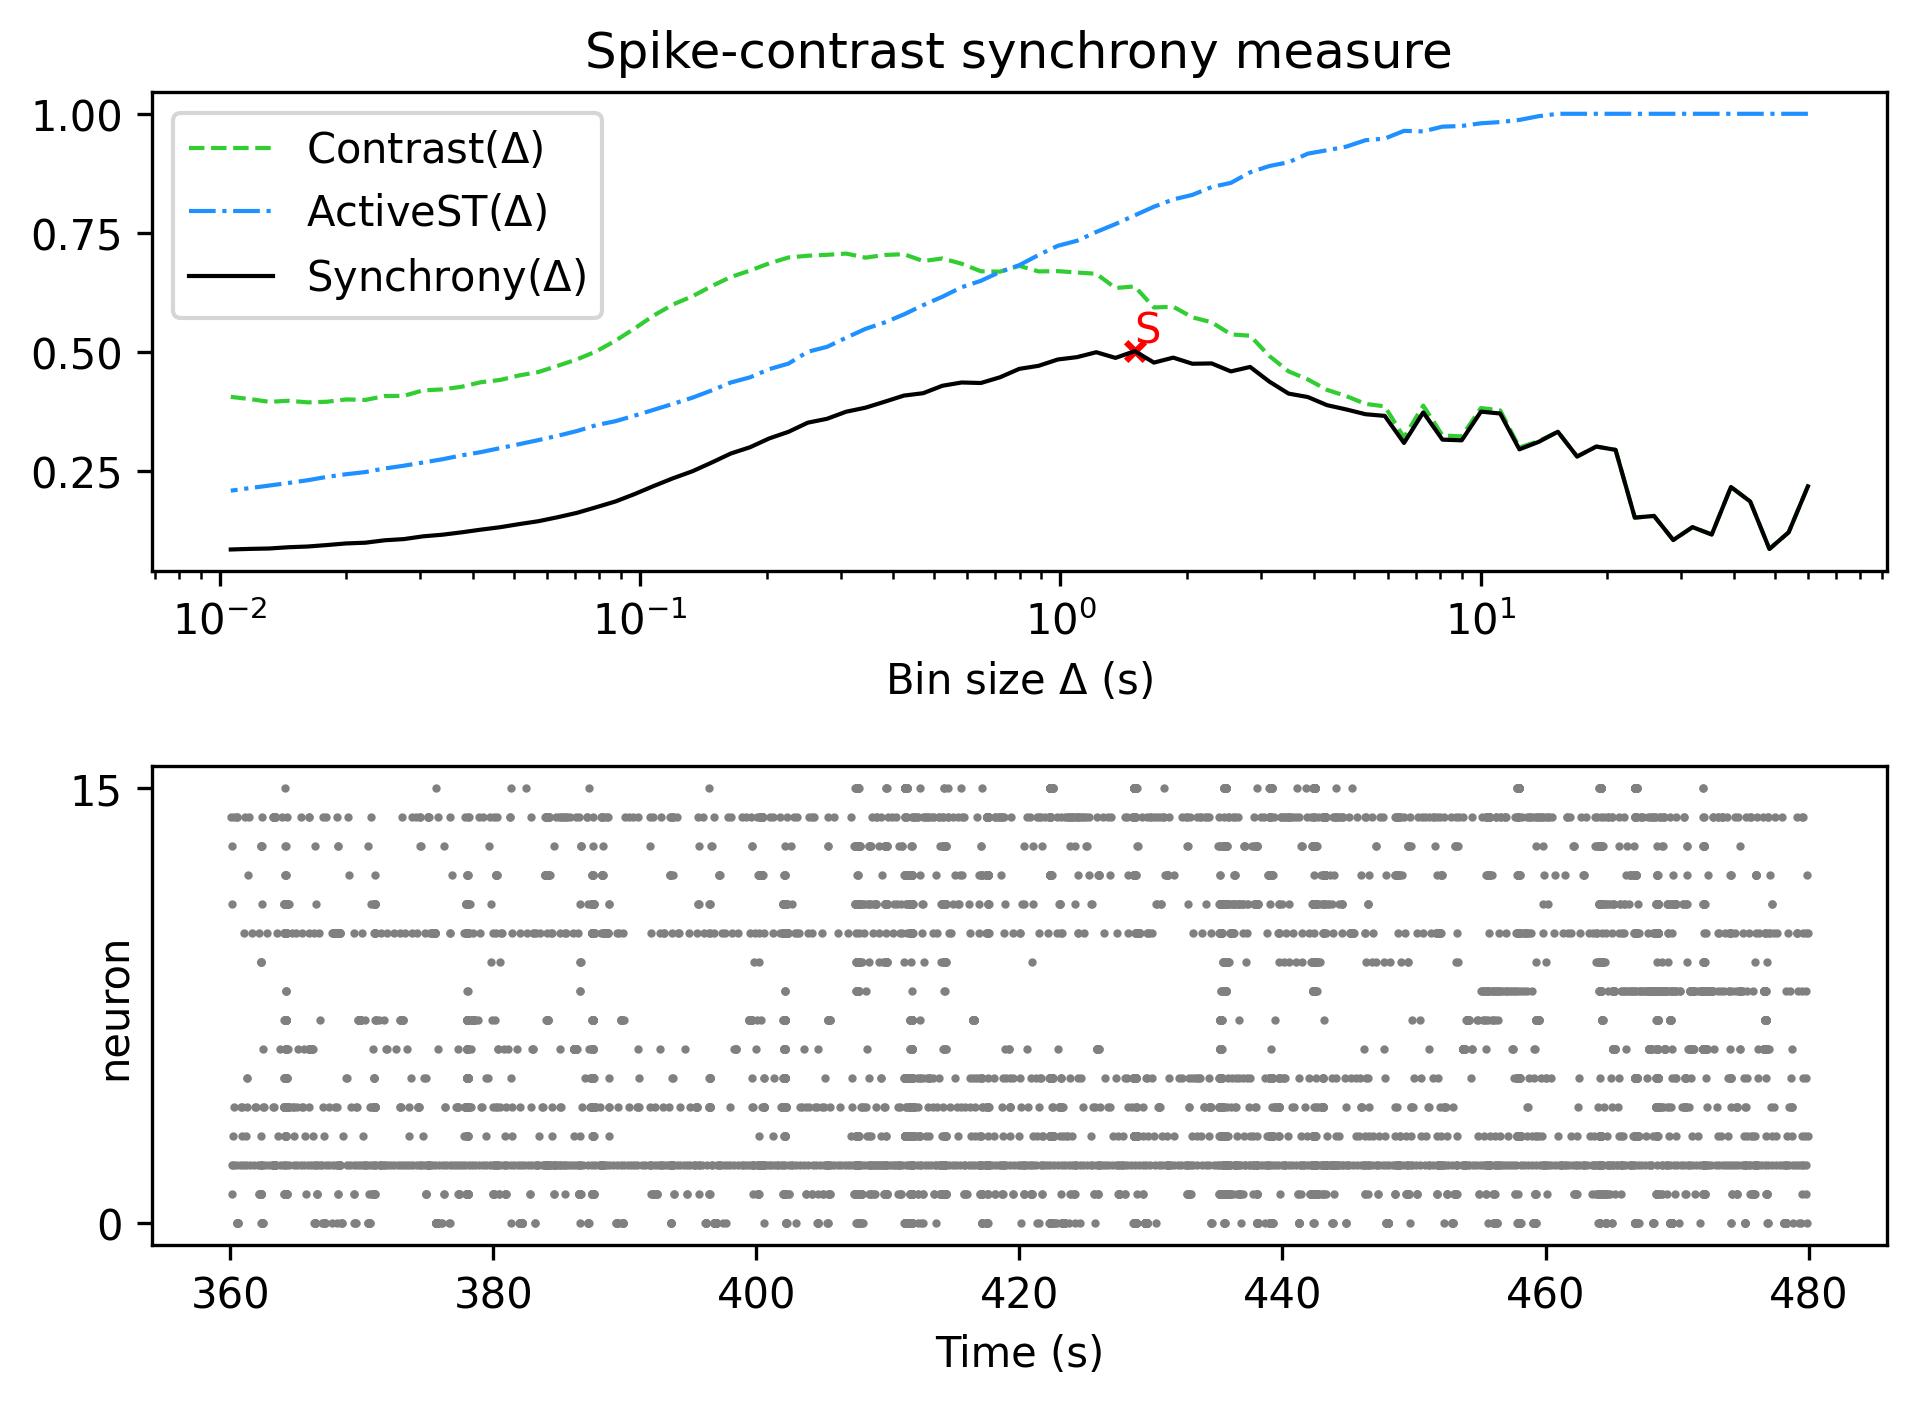 Spike-contrast synchrony measure
1.00
0.75
0.50
0.25
Contrast(Δ)
ActiveST(Δ)
Synchrony(Δ)
S
10⁻² 10⁻¹ 10⁰ 10¹
Bin size Δ (s)
15
0
neuron
360 380 400 420 440 460 480
Time (s)